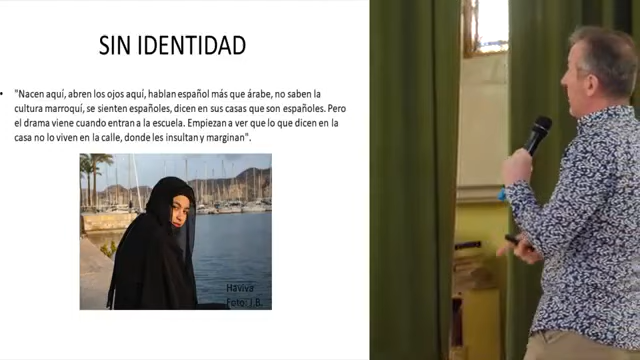 SIN IDENTIDAD
• "Nacen aquí, abren los ojos aquí, hablan español más que árabe, no saben la
cultura marroquí, se sienten españoles, dicen en sus casas que son españoles. Pero
el drama viene cuando entran a la escuela. Empiezan a ver que lo que dicen en la
casa no lo viven en la calle, donde les insultan y marginan".
Haviva
Foto: J.B.